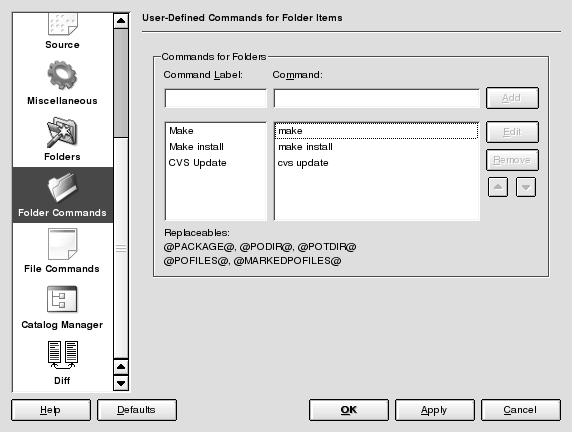 Source
Miscellaneous
Folders
Folder Commands
File Commands
Catalog Manager
Diff
User-Defined Commands for Folder Items
Commands for Folders
Command Label: Command:
Add
Make make
Make install make install
CVS Update cvs update
Edit
Remove
Replaceables:
@PACKAGE@, @PODIR@, @POTDIR@
@POFILES@, @MARKEDPOFILES@
Help Defaults OK Apply Cancel